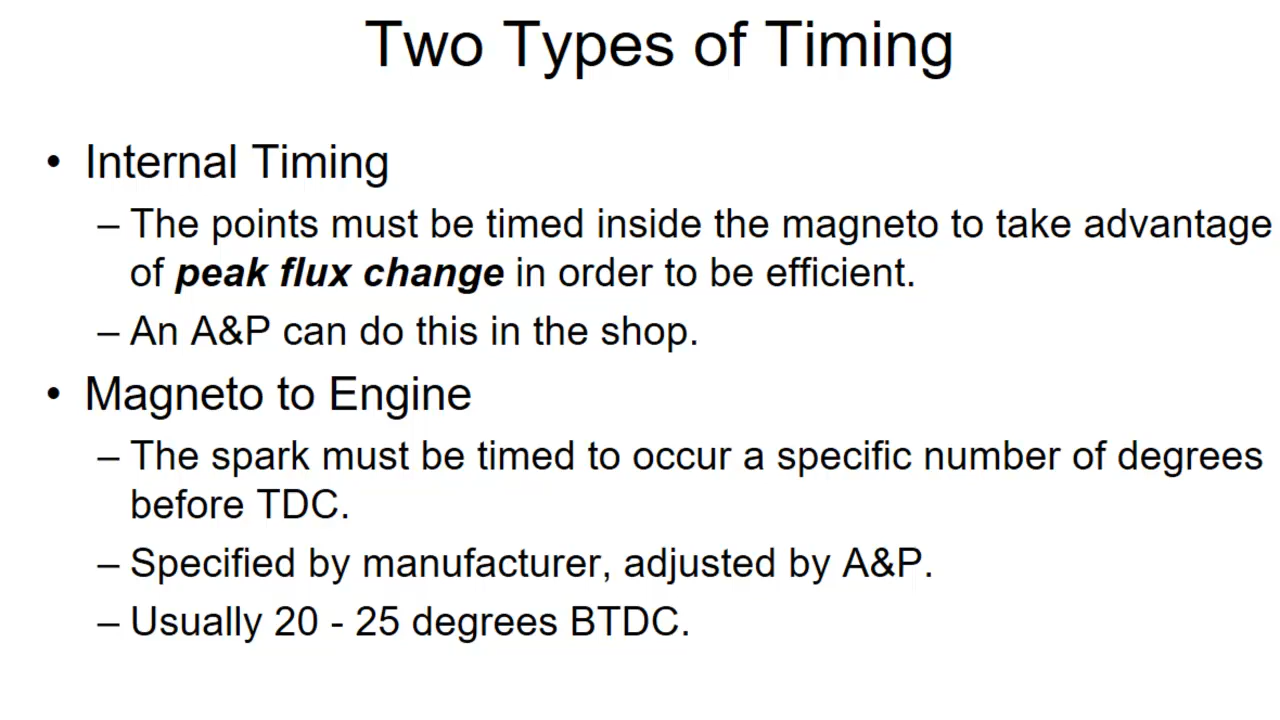 Two Types of Timing
• Internal Timing
– The points must be timed inside the magneto to take advantage
of peak flux change in order to be efficient.
– An A&P can do this in the shop.
• Magneto to Engine
– The spark must be timed to occur a specific number of degrees
before TDC.
– Specified by manufacturer, adjusted by A&P.
– Usually 20 - 25 degrees BTDC.